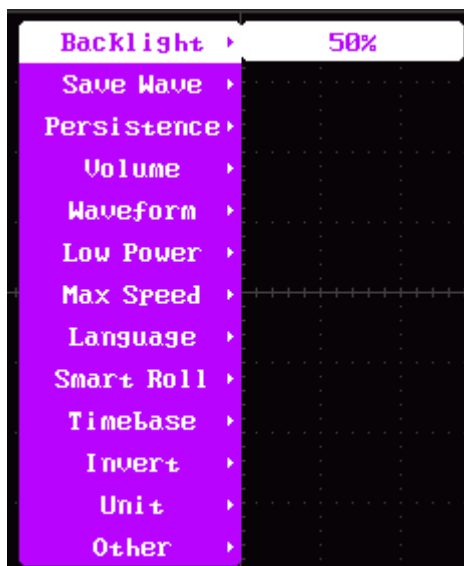 Backlight 50%
Save Wave
Persistence
Volume
Waveform
Low Power
Max Speed
Language
Smart Roll
Timebase
Invert
Unit
Other